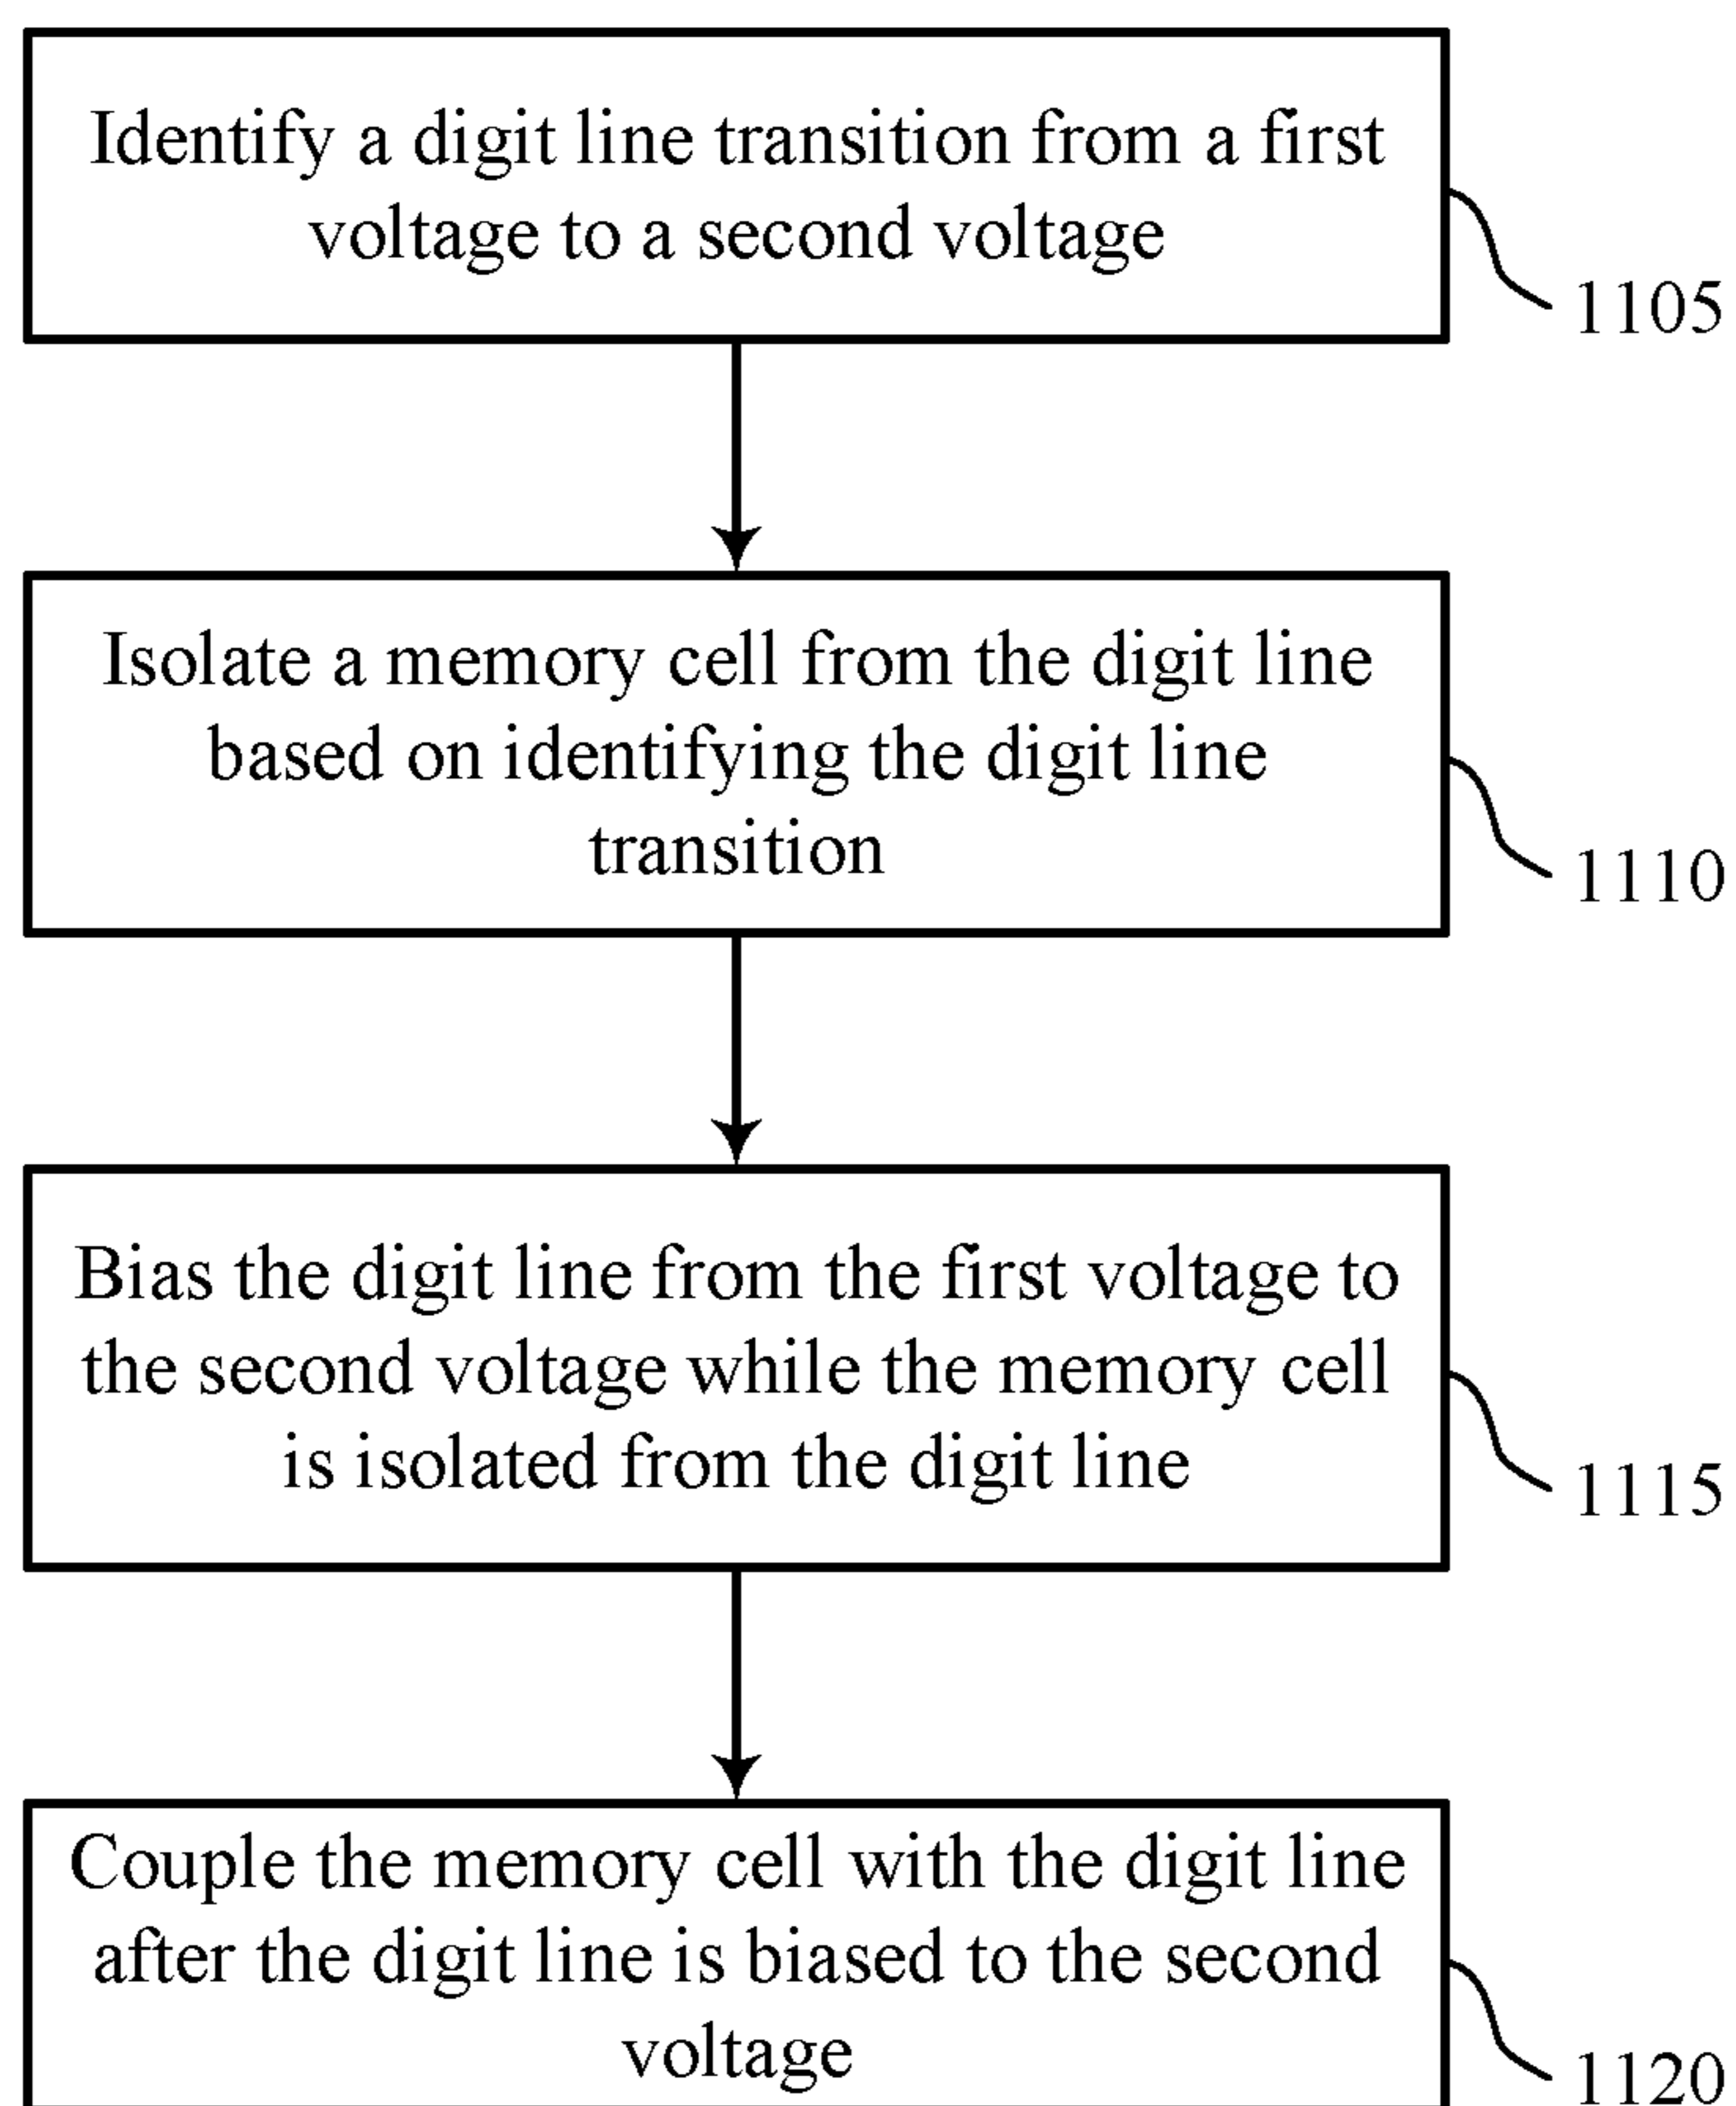 Identify a digit line transition from a first
voltage to a second voltage
1105
Isolate a memory cell from the digit line
based on identifying the digit line
transition
1110
Bias the digit line from the first voltage to
the second voltage while the memory cell
is isolated from the digit line
1115
Couple the memory cell with the digit line
after the digit line is biased to the second
voltage
1120